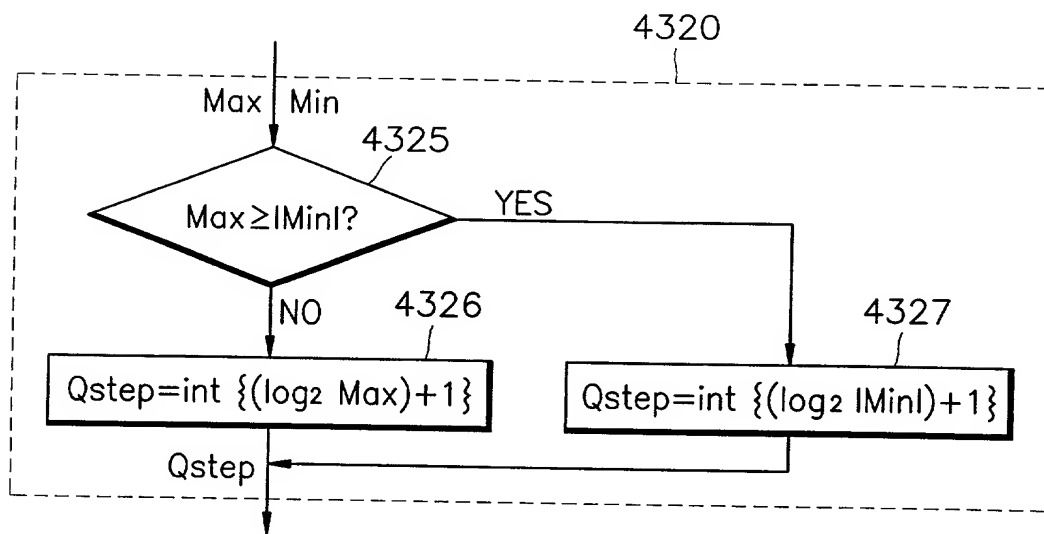 4320
Max Min
4325
Max≥|Min|?
YES
NO
4326
4327
Qstep=int {(log₂ Max)+1}
Qstep=int {(log₂ |Min|)+1}
Qstep